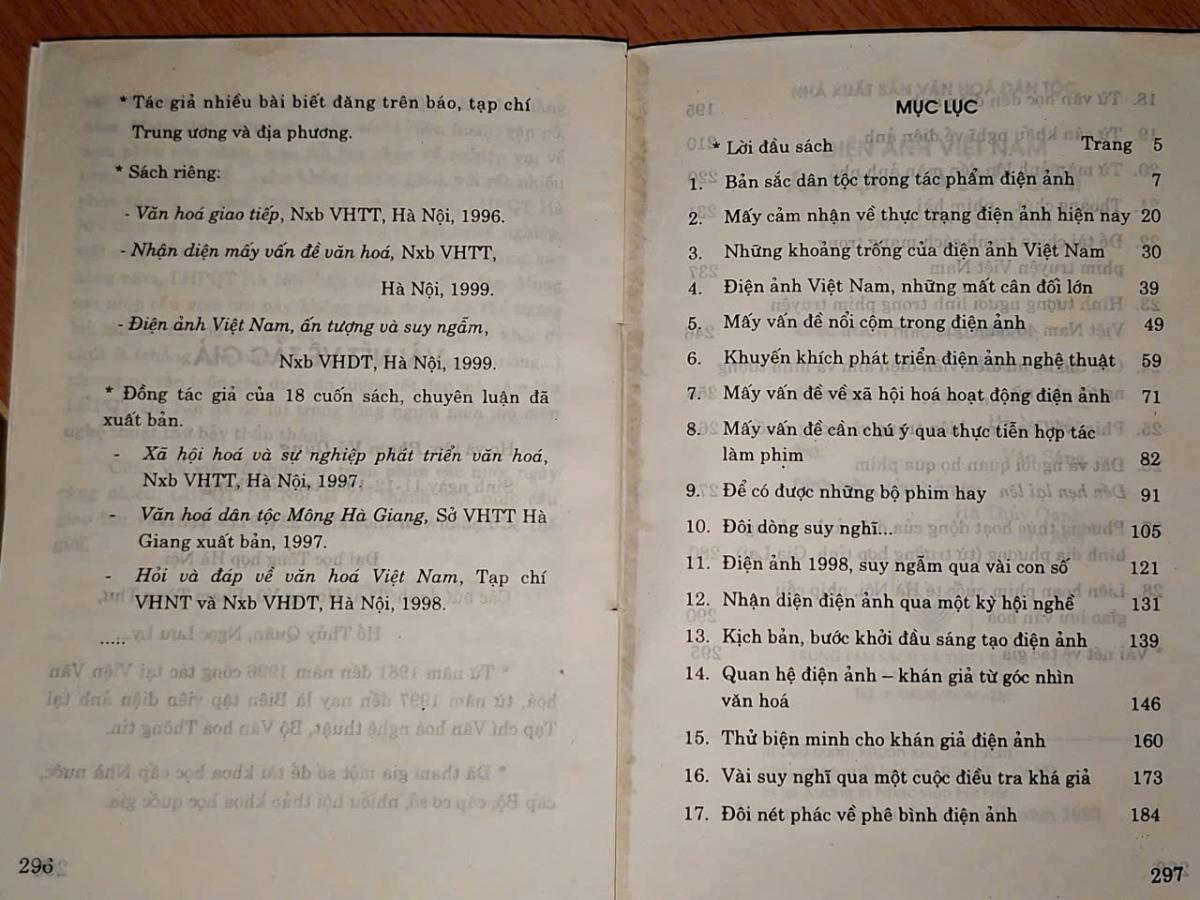 * Tác giả nhiều bài biết đăng trên báo, tạp chí
Trung ương và địa phương.
* Sách riêng:
- Văn hoá giao tiếp, Nxb VHTT, Hà Nội, 1996.
- Nhận diện mấy vấn đề văn hoá, Nxb VHTT,
Hà Nội, 1999.
- Điện ảnh Việt Nam, ấn tượng và suy ngẫm,
Nxb VHDT, Hà Nội, 1999.
* Đồng tác giả của 18 cuốn sách, chuyên luận đã
xuất bản.
- Xã hội hoá và sự nghiệp phát triển văn hoá,
Nxb VHTT, Hà Nội, 1997.
- Văn hoá dân tộc Mông Hà Giang, Sở VHTT Hà
Giang xuất bản, 1997.
- Hỏi và đáp về văn hoá Việt Nam, Tạp chí
VHNT và Nxb VHDT, Hà Nội, 1998.
.....
296
MỤC LỤC
* Lời đầu sách Trang 5
1. Bản sắc dân tộc trong tác phẩm điện ảnh 7
2. Mấy cảm nhận về thực trạng điện ảnh hiện nay 20
3. Những khoảng trống của điện ảnh Việt Nam 30
4. Điện ảnh Việt Nam, những mất cân đối lớn 39
5. Mấy vấn đề nổi cộm trong điện ảnh 49
6. Khuyến khích phát triển điện ảnh nghệ thuật 59
7. Mấy vấn đề về xã hội hoá hoạt động điện ảnh 71
8. Mấy vấn đề cần chú ý qua thực tiễn hợp tác
làm phim 82
9. Để có được những bộ phim hay 91
10. Đôi dòng suy nghĩ... 105
11. Điện ảnh 1998, suy ngẫm qua vài con số 121
12. Nhận diện điện ảnh qua một kỳ hội nghề 131
13. Kịch bản, bước khởi đầu sáng tạo điện ảnh 139
14. Quan hệ điện ảnh – khán giả từ góc nhìn
văn hoá 146
15. Thử biện minh cho khán giả điện ảnh 160
16. Vài suy nghĩ qua một cuộc điều tra khá giả 173
17. Đôi nét phác về phê bình điện ảnh 184
297